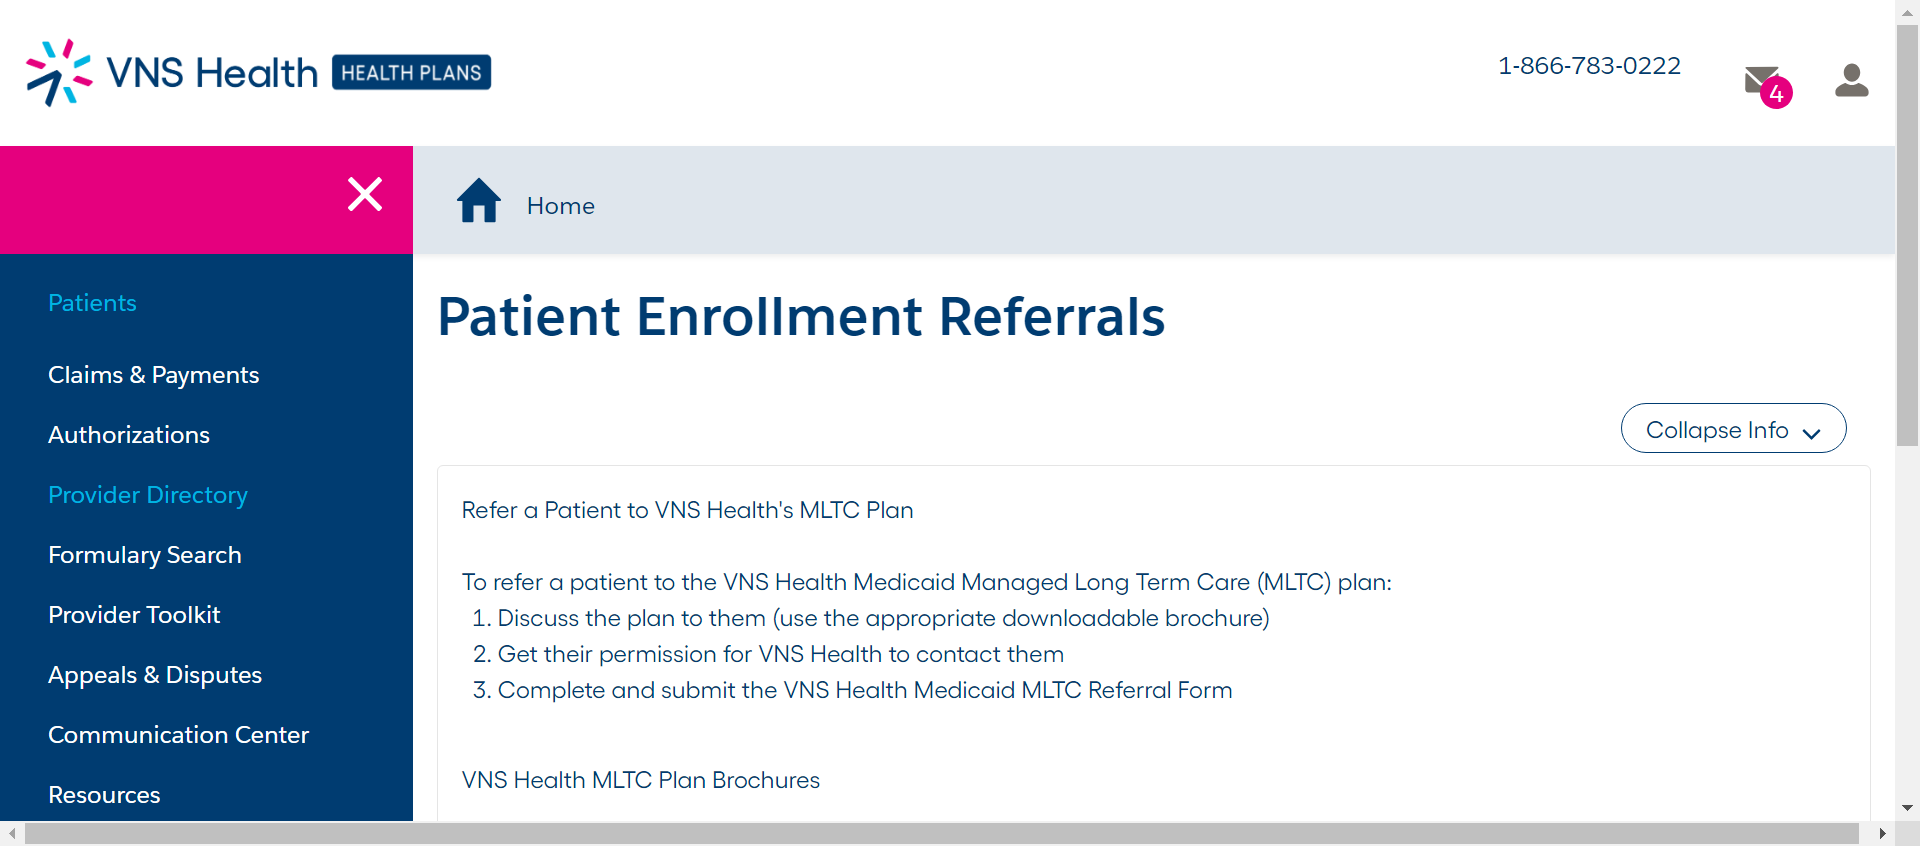 VNS Health HEALTH PLANS
1-866-783-0222
4
Home
Patients
Claims & Payments
Authorizations
Provider Directory
Formulary Search
Provider Toolkit
Appeals & Disputes
Communication Center
Resources
Patient Enrollment Referrals
Collapse Info
Refer a Patient to VNS Health's MLTC Plan
To refer a patient to the VNS Health Medicaid Managed Long Term Care (MLTC) plan:
1. Discuss the plan to them (use the appropriate downloadable brochure)
2. Get their permission for VNS Health to contact them
3. Complete and submit the VNS Health Medicaid MLTC Referral Form
VNS Health MLTC Plan Brochures